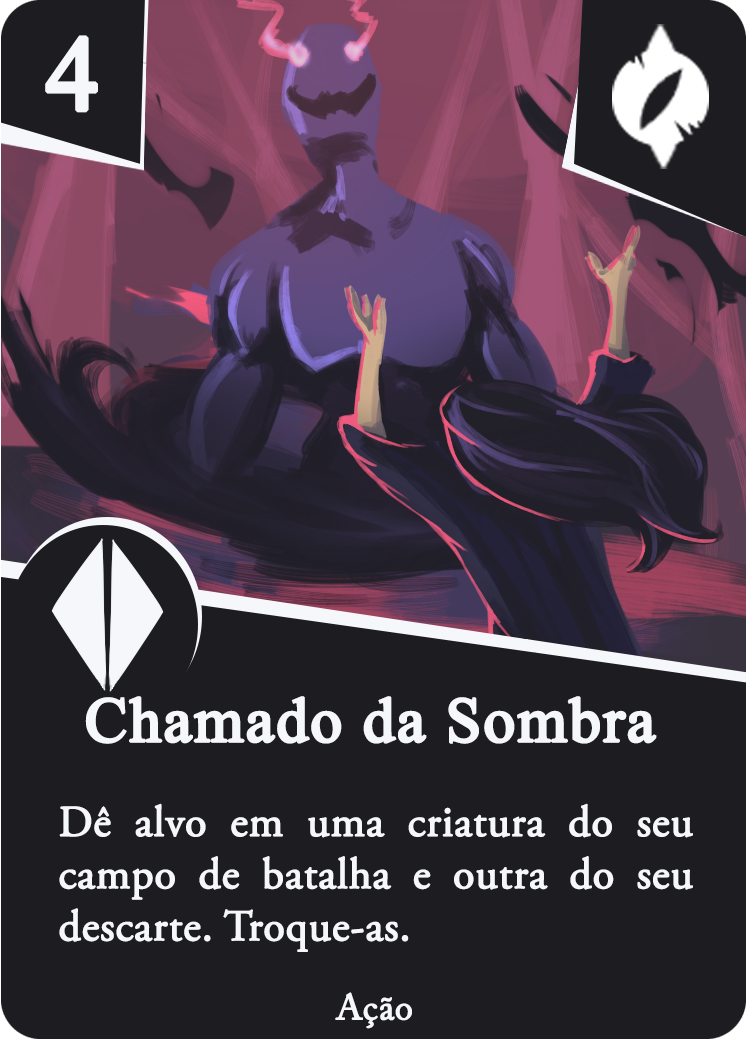 4
Chamado da Sombra
Dê alvo em uma criatura do seu
campo de batalha e outra do seu
descarte. Troque-as.
Ação